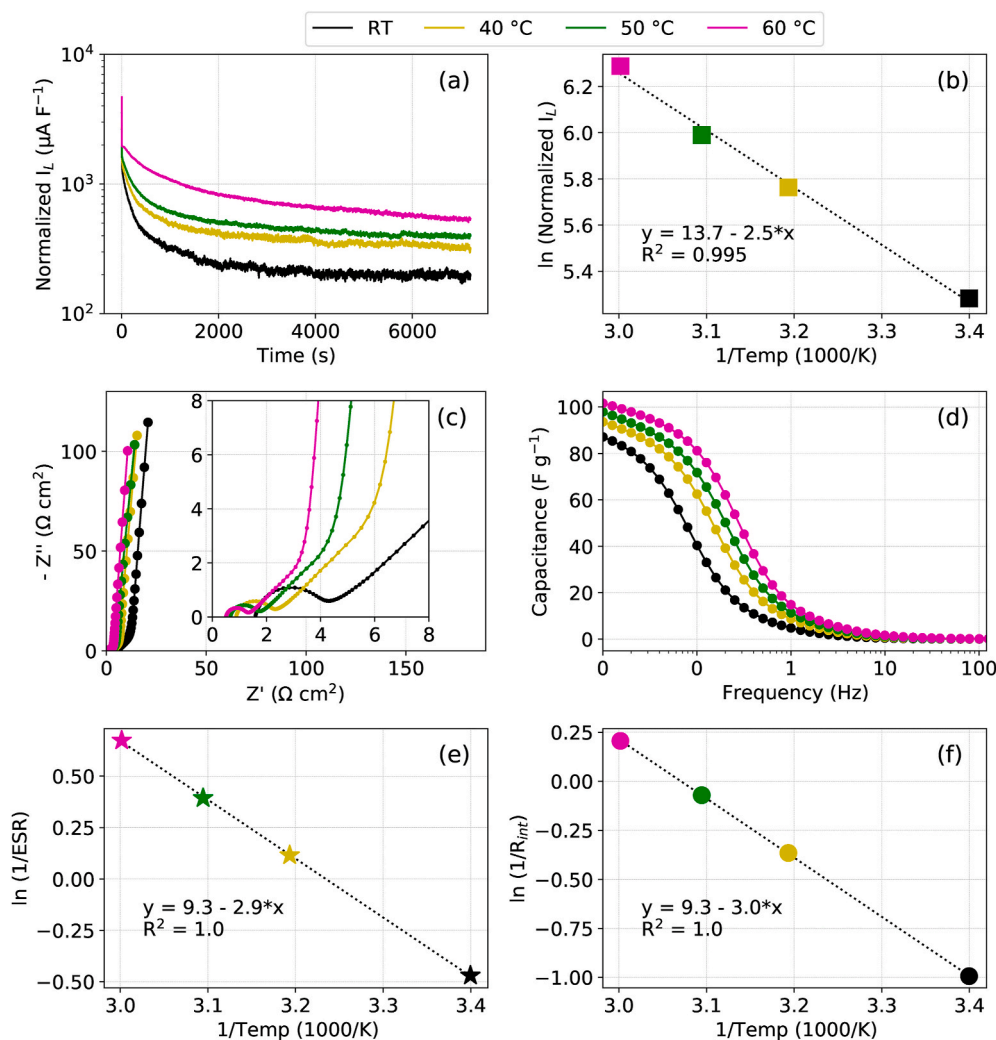 RT 40 °C 50 °C 60 °C
(a)
10⁴
10³
10²
Normalized I_L (μA F⁻¹)
0 2000 4000 6000
Time (s)
(b)
6.2
6.0
5.8
5.6
5.4
ln (Normalized I_L)
y = 13.7 - 2.5*x
R² = 0.995
3.0 3.1 3.2 3.3 3.4
1/Temp (1000/K)
(c)
100
50
0
- Z'' (Ω cm²)
8
6
4
2
0
0 2 4 6 8
0 50 100 150
Z' (Ω cm²)
(d)
100
80
60
40
20
0
Capacitance (F g⁻¹)
0 0 1 10 100
Frequency (Hz)
(e)
0.50
0.25
0.00
−0.25
−0.50
ln (1/ESR)
y = 9.3 - 2.9*x
R² = 1.0
3.0 3.1 3.2 3.3 3.4
1/Temp (1000/K)
(f)
0.25
0.00
−0.25
−0.50
−0.75
−1.00
ln (1/R_int)
y = 9.3 - 3.0*x
R² = 1.0
3.0 3.1 3.2 3.3 3.4
1/Temp (1000/K)